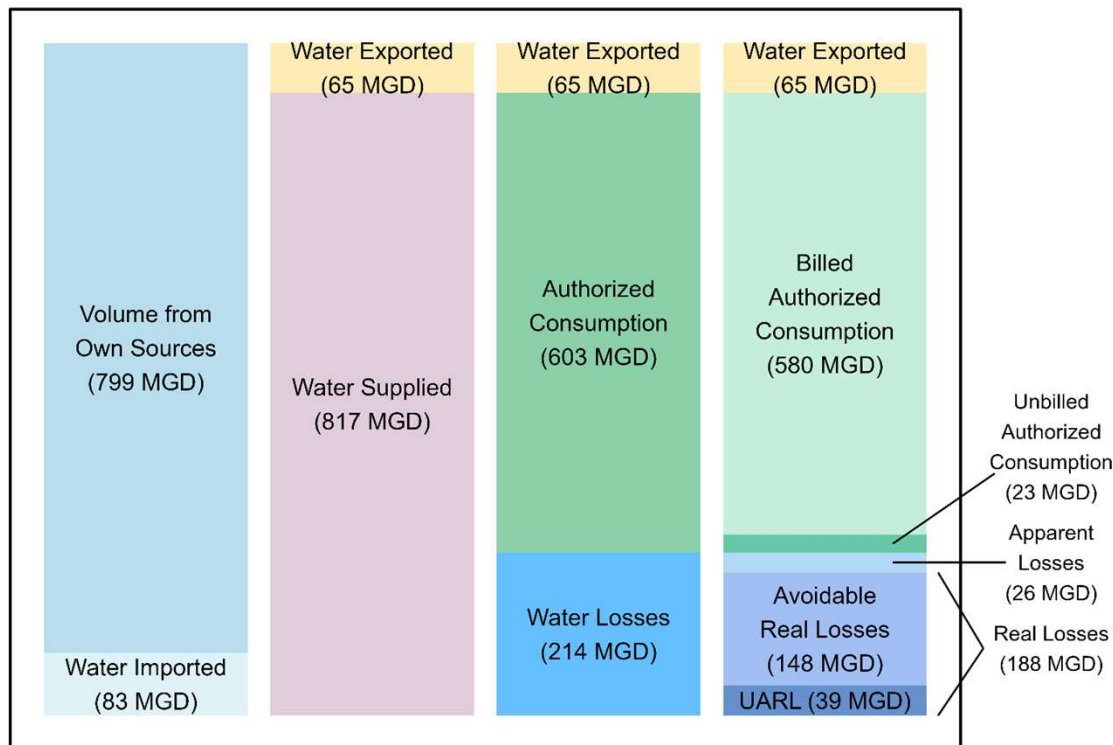 Water Exported
(65 MGD)
Water Exported
(65 MGD)
Water Exported
(65 MGD)
Volume from
Own Sources
(799 MGD)
Water Imported
(83 MGD)
Water Supplied
(817 MGD)
Authorized
Consumption
(603 MGD)
Water Losses
(214 MGD)
Billed
Authorized
Consumption
(580 MGD)
Avoidable
Real Losses
(148 MGD)
UARL (39 MGD)
Unbilled
Authorized
Consumption
(23 MGD)
Apparent
Losses
(26 MGD)
Real Losses
(188 MGD)